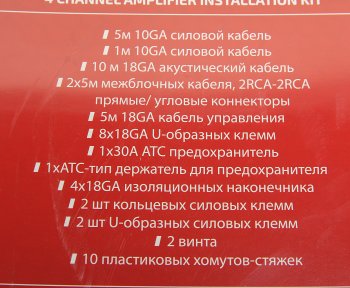 4 CHANNEL AMPLIFIER INSTALLATION KIT
5м 10GA силовой кабель
1м 10GA силовой кабель
10 м 18GA акустический кабель
2х5м межблочных кабеля, 2RCA-2RCA
прямые/ угловые коннекторы
5м 18GA кабель управления
8х18GA U-образных клемм
1х30А АТС предохранитель
1хАТС-тип держатель для предохранителя
4х18GA изоляционных наконечника
2 шт кольцевых силовых клемм
2 шт U-образных силовых клемм
2 винта
10 пластиковых хомутов-стяжек